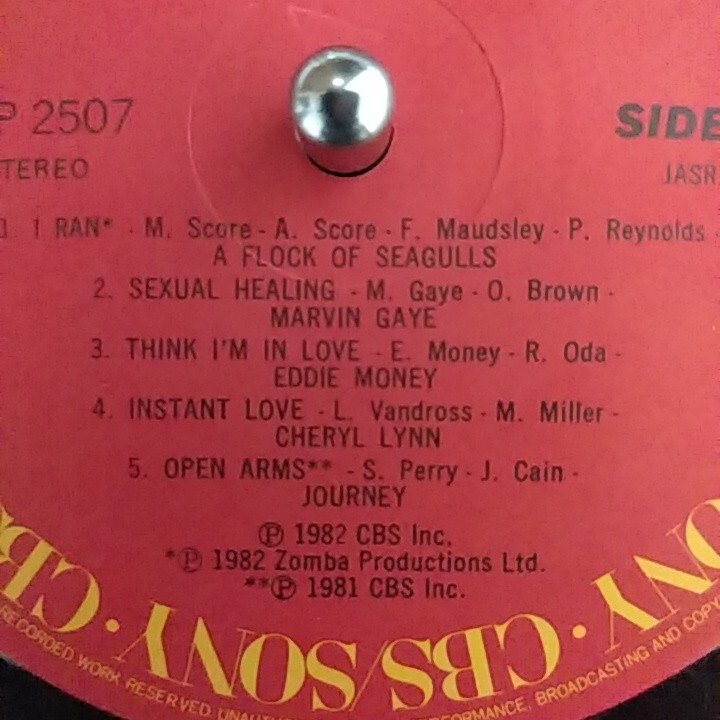 P 2507
SIDE
TEREO
JASR
1. I RAN* - M. Score - A. Score - F. Maudsley - P. Reynolds -
A FLOCK OF SEAGULLS
2. SEXUAL HEALING - M. Gaye - O. Brown -
MARVIN GAYE
3. THINK I'M IN LOVE - E. Money - R. Oda -
EDDIE MONEY
4. INSTANT LOVE - L. Vandross - M. Miller -
CHERYL LYNN
5. OPEN ARMS** - S. Perry - J. Cain -
JOURNEY
Ⓟ 1982 CBS Inc.
*Ⓟ 1982 Zomba Productions Ltd.
**Ⓟ 1981 CBS Inc.
CBS · CBS/SONY · CBS/SONY
RECORDED WORK RESERVED. UNAU PERFORMANCE, BROADCASTING AND COPY